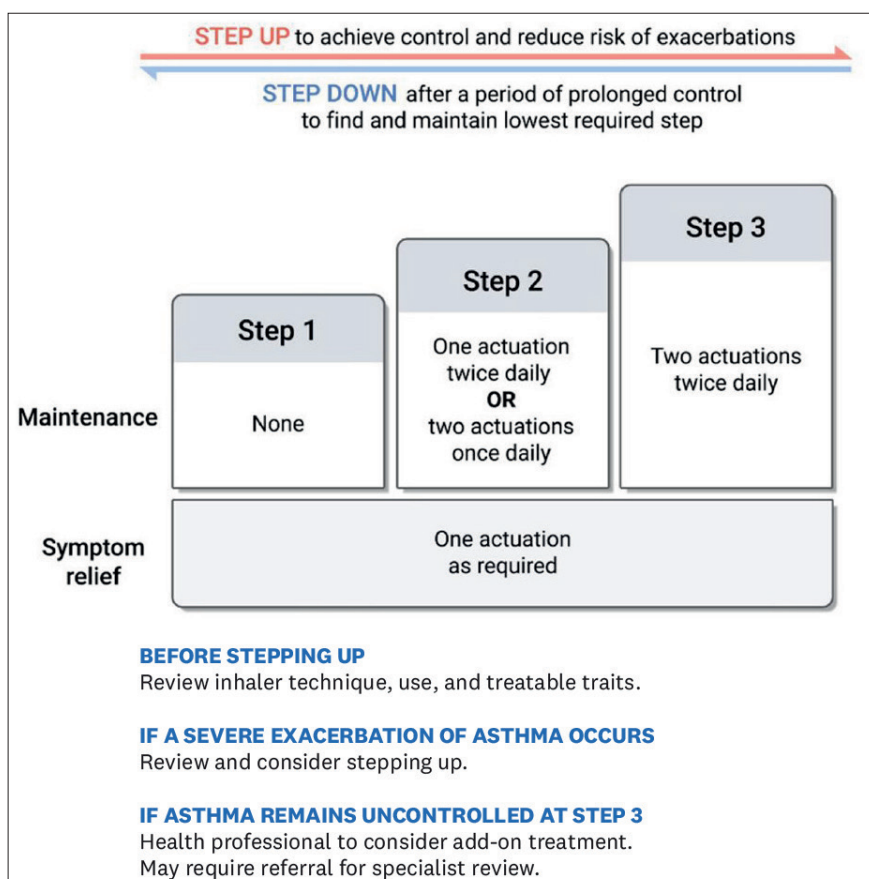 STEP UP to achieve control and reduce risk of exacerbations
STEP DOWN after a period of prolonged control
to find and maintain lowest required step
Step 1
Step 2
Step 3
Maintenance
None
One actuation
twice daily
OR
two actuations
once daily
Two actuations
twice daily
Symptom
relief
One actuation
as required
BEFORE STEPPING UP
Review inhaler technique, use, and treatable traits.
IF A SEVERE EXACERBATION OF ASTHMA OCCURS
Review and consider stepping up.
IF ASTHMA REMAINS UNCONTROLLED AT STEP 3
Health professional to consider add-on treatment.
May require referral for specialist review.